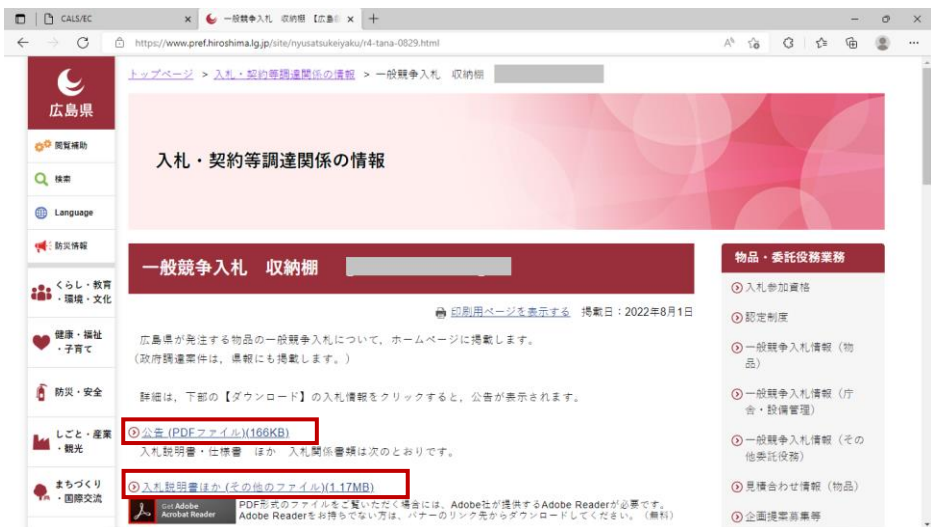 CALS/EC
一般競争入札 収納棚 【広島
https://www.pref.hiroshima.lg.jp/site/nyusatsukeiyaku/r4-tana-0829.html
トップページ > 入札・契約等調達関係の情報 > 一般競争入札 収納棚
広島県
閲覧補助
検索
Language
防災情報
くらし・教育
・環境・文化
健康・福祉
・子育て
防災・安全
しごと・産業
・観光
まちづくり
・国際交流
入札・契約等調達関係の情報
一般競争入札 収納棚
印刷用ページを表示する 掲載日:2022年8月1日
広島県が発注する物品の一般競争入札について,ホームページに掲載します。
(政府調達案件は,県報にも掲載します。)
詳細は,下部の【ダウンロード】の入札情報をクリックすると,公告が表示されます。
公告 (PDFファイル)(166KB)
入札説明書・仕様書 ほか 入札関係書類は次のとおりです。
入札説明書ほか (その他のファイル)(1.17MB)
Get Adobe
Acrobat Reader
PDF形式のファイルをご覧いただく場合には、Adobe社が提供するAdobe Readerが必要です。
Adobe Readerをお持ちでない方は、バナーのリンク先からダウンロードしてください。(無料)
物品・委託役務業務
入札参加資格
認定制度
一般競争入札情報(物
品)
一般競争入札情報(庁
舎・設備管理)
一般競争入札情報(その
他委託役務)
見積合わせ情報(物品)
企画提案募集等